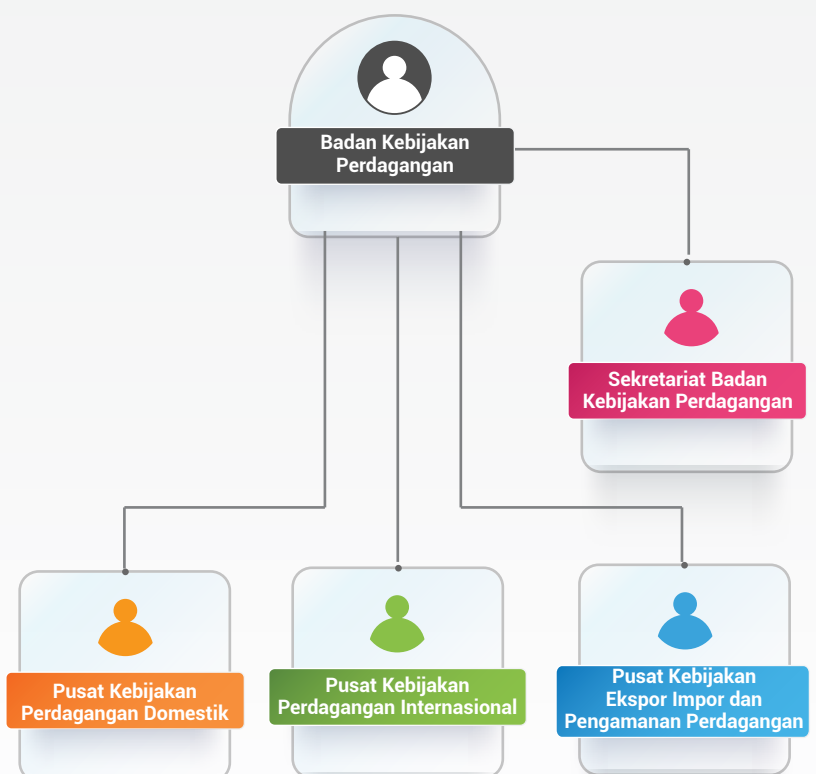 Badan Kebijakan
Perdagangan
Sekretariat Badan
Kebijakan Perdagangan
Pusat Kebijakan
Perdagangan Domestik
Pusat Kebijakan
Perdagangan Internasional
Pusat Kebijakan
Ekspor Impor dan
Pengamanan Perdagangan